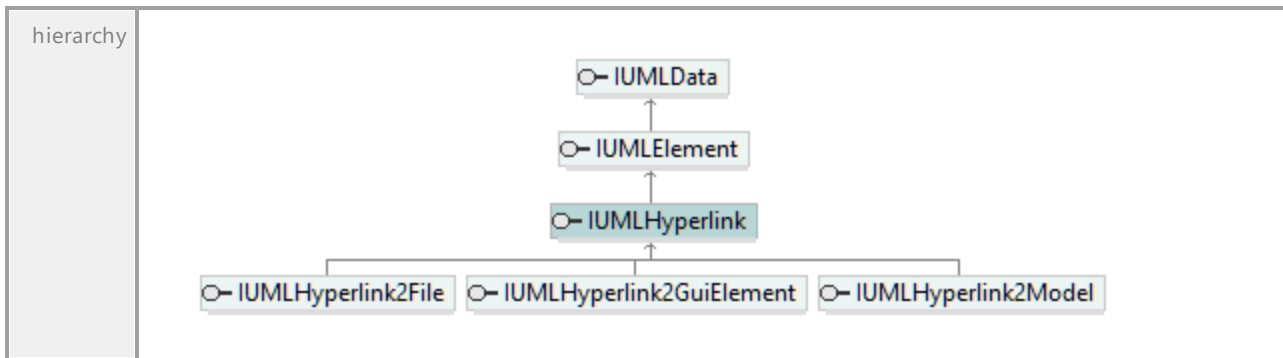 hierarchy
IUMLData
IUMLElement
IUMLHyperlink
IUMLHyperlink2File IUMLHyperlink2GuiElement IUMLHyperlink2Model